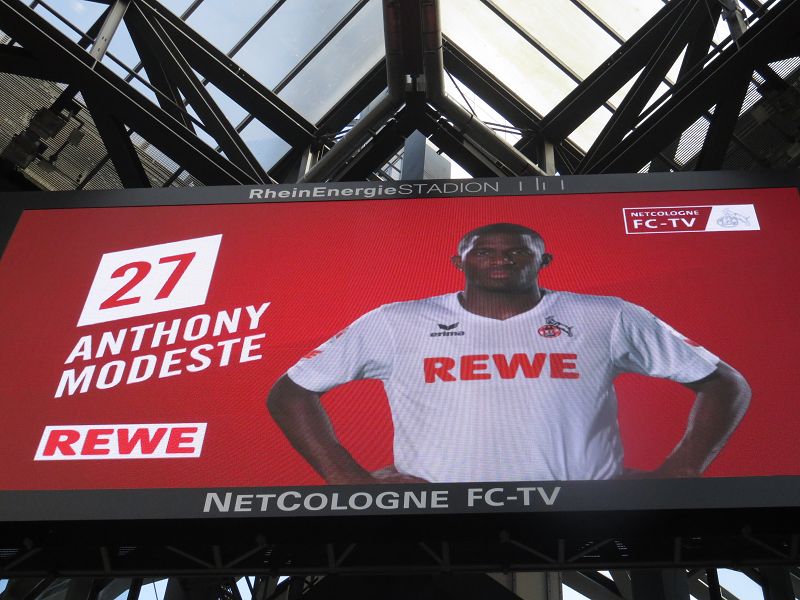 RheinEnergieSTADION
NETCOLOGNE
FC-TV
27
ANTHONY
MODESTE
erima
REWE
REWE
NETCOLOGNE FC-TV